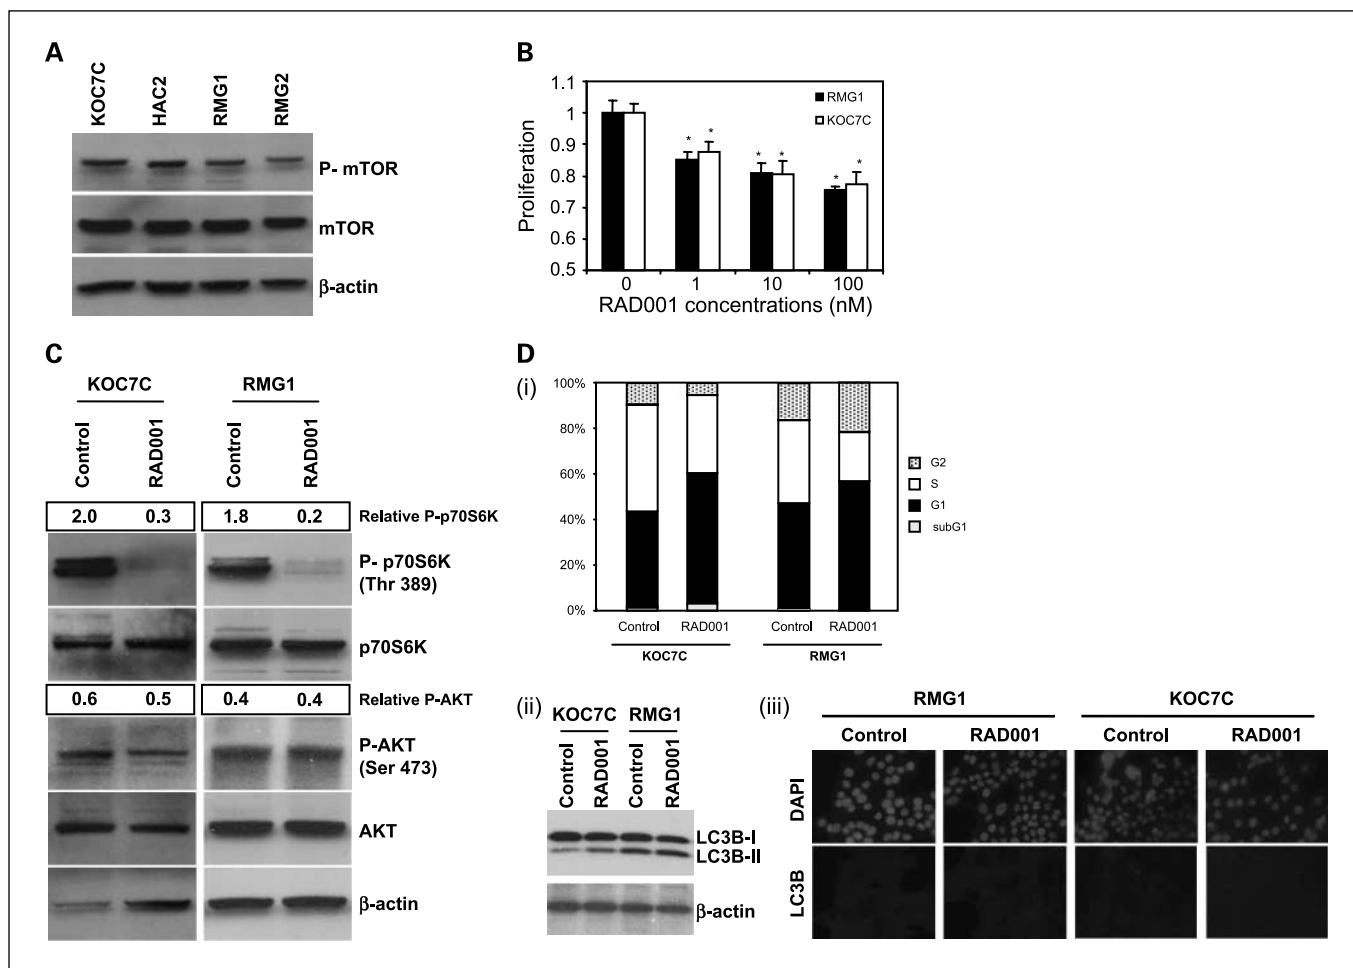 A
KOC7C
HAC2
RMG1
RMG2
P- mTOR
mTOR
β-actin
B
1.1
1
0.9
0.8
0.7
0.6
0.5
Proliferation
RMG1
KOC7C
* * * * * *
0 1 10 100
RAD001 concentrations (nM)
C
KOC7C RMG1
Control RAD001 Control RAD001
2.0 0.3 1.8 0.2 Relative P-p70S6K
P- p70S6K
(Thr 389)
p70S6K
0.6 0.5 0.4 0.4 Relative P-AKT
P-AKT
(Ser 473)
AKT
β-actin
D
(i)
100%
80%
60%
40%
20%
0%
G2
S
G1
subG1
Control RAD001 Control RAD001
KOC7C RMG1
(ii)
KOC7C RMG1
Control RAD001 Control RAD001
LC3B-I
LC3B-II
β-actin
(iii)
RMG1 KOC7C
Control RAD001 Control RAD001
DAPI
LC3B